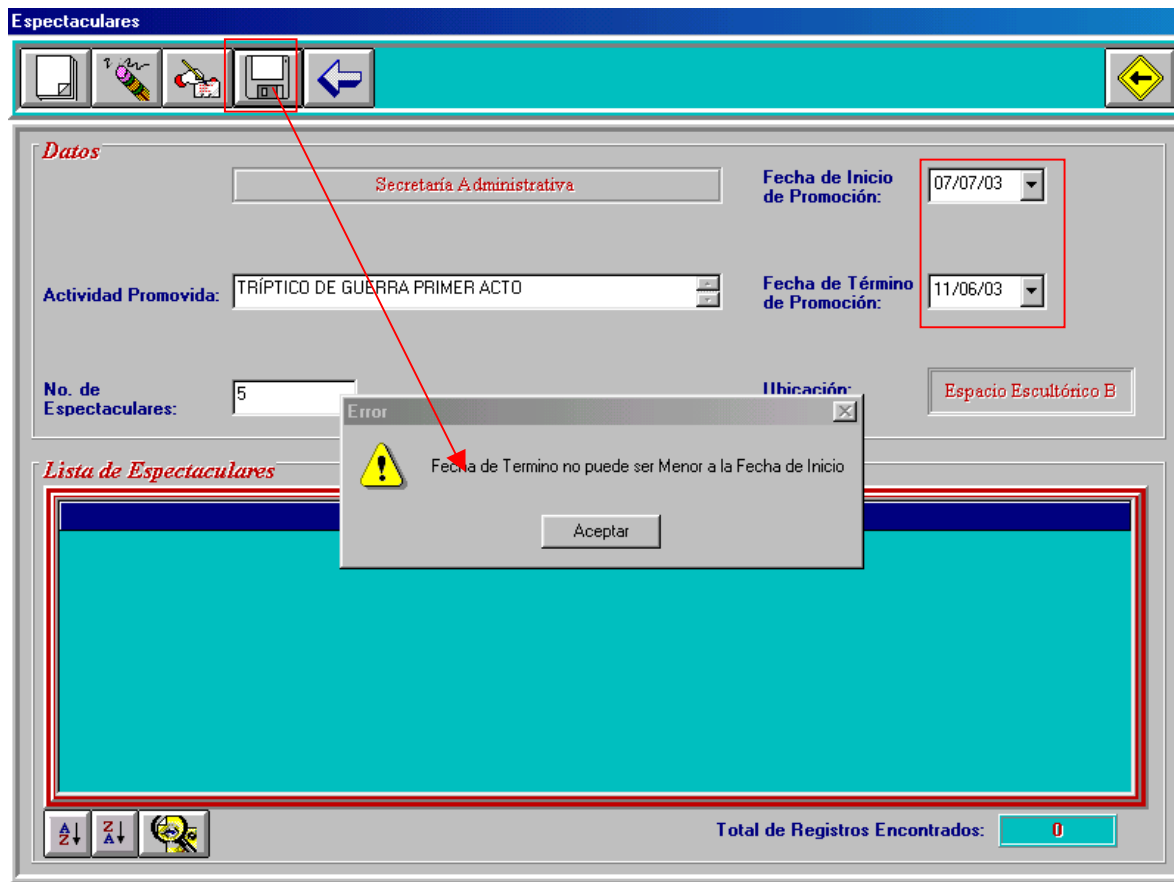 Espectaculares
Datos
Secretaría Administrativa
Fecha de Inicio
de Promoción:
07/07/03
Actividad Promovida:
TRÍPTICO DE GUERRA PRIMER ACTO
Fecha de Término
de Promoción:
11/06/03
No. de
Espectaculares:
5
Ubicación:
Espacio Escultórico B
Error
Fecha de Termino no puede ser Menor a la Fecha de Inicio
Aceptar
Lista de Espectaculares
A
Z
Z
A
Total de Registros Encontrados:
0